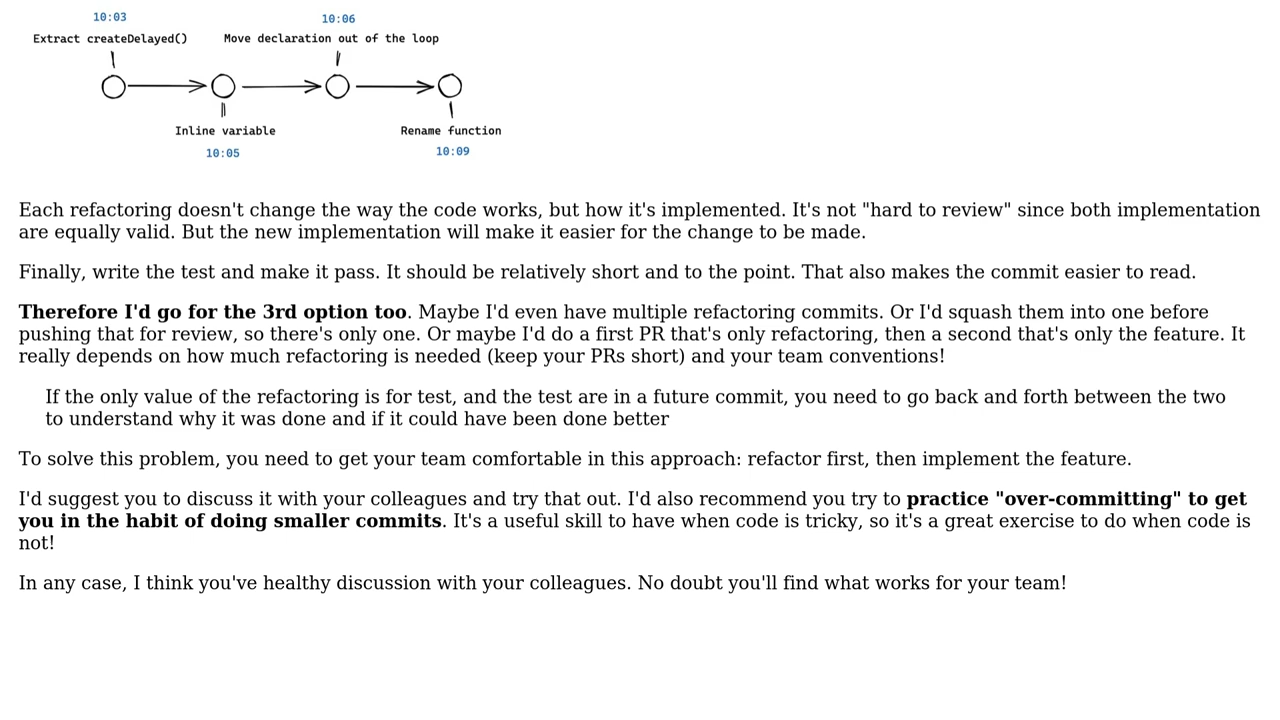 10:03
10:06
Extract createDelayed()
Move declaration out of the loop
Inline variable
Rename function
10:05
10:09
Each refactoring doesn't change the way the code works, but how it's implemented. It's not "hard to review" since both implementation
are equally valid. But the new implementation will make it easier for the change to be made.
Finally, write the test and make it pass. It should be relatively short and to the point. That also makes the commit easier to read.
Therefore I'd go for the 3rd option too. Maybe I'd even have multiple refactoring commits. Or I'd squash them into one before
pushing that for review, so there's only one. Or maybe I'd do a first PR that's only refactoring, then a second that's only the feature. It
really depends on how much refactoring is needed (keep your PRs short) and your team conventions!
If the only value of the refactoring is for test, and the test are in a future commit, you need to go back and forth between the two
to understand why it was done and if it could have been done better
To solve this problem, you need to get your team comfortable in this approach: refactor first, then implement the feature.
I'd suggest you to discuss it with your colleagues and try that out. I'd also recommend you try to practice "over-committing" to get
you in the habit of doing smaller commits. It's a useful skill to have when code is tricky, so it's a great exercise to do when code is
not!
In any case, I think you've healthy discussion with your colleagues. No doubt you'll find what works for your team!